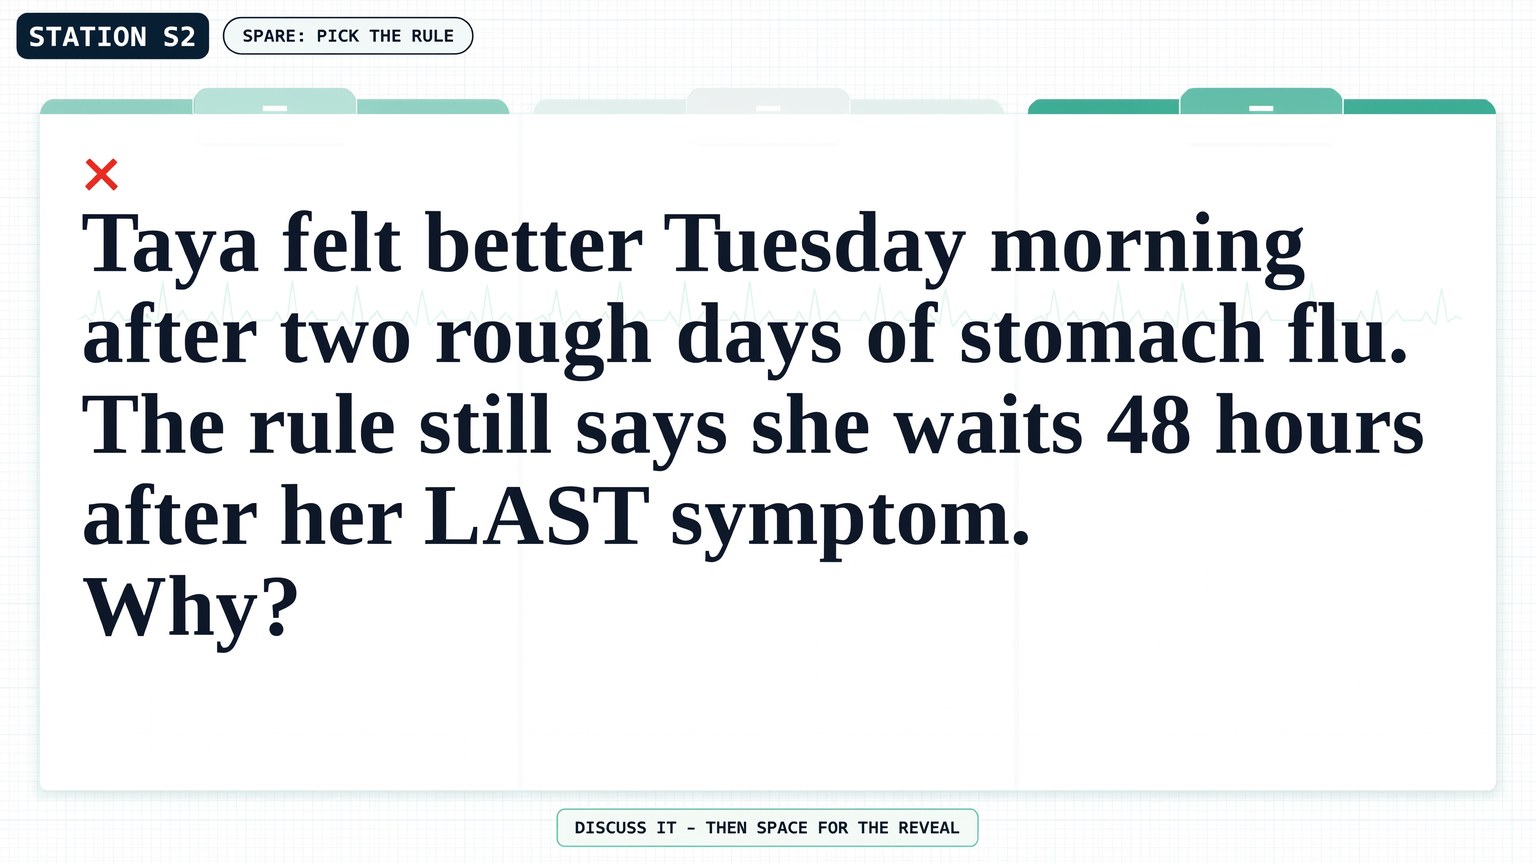 STATION S2
SPARE: PICK THE RULE
Taya felt better Tuesday morning
after two rough days of stomach flu.
The rule still says she waits 48 hours
after her LAST symptom.
Why?
DISCUSS IT – THEN SPACE FOR THE REVEAL